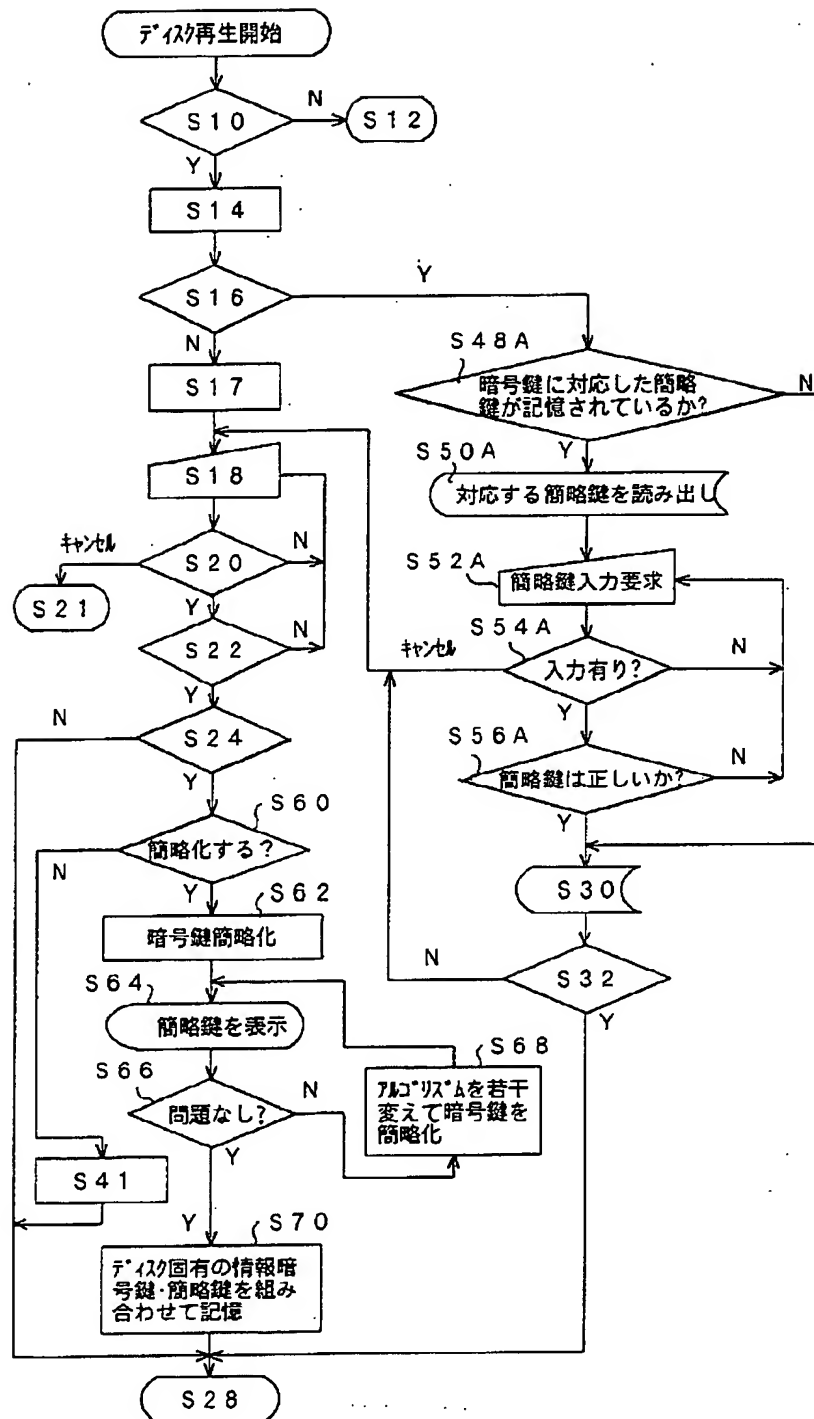 ディスク再生開始
S10
N
S12
Y
S14
S16
Y
N
S17
S48A
暗号鍵に対応した簡略
鍵が記憶されているか?
N
Y
S50A
対応する簡略鍵を読み出し
S18
S52A
簡略鍵入力要求
キャンセル
S20
N
S21
Y
S54A
キャンセル
入力有り?
N
Y
S22
N
Y
N
S24
Y
S56A
簡略鍵は正しいか?
N
Y
S60
簡略化する?
N
Y
S30
S62
暗号鍵簡略化
N
S32
Y
S64
簡略鍵を表示
S68
アルゴリズムを若干
変えて暗号鍵を
簡略化
S66
問題なし?
N
Y
S41
Y
S70
ディスク固有の情報暗
号鍵・簡略鍵を組み
合わせて記憶
S28